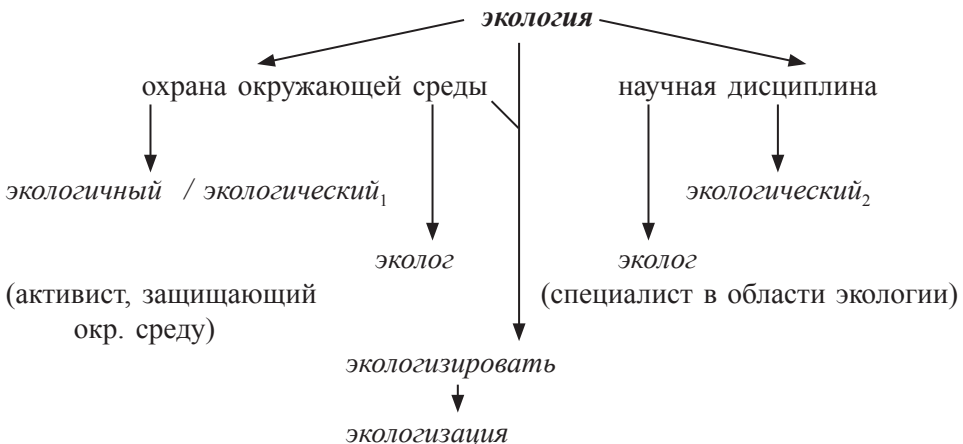 экология
охрана окружающей среды научная дисциплина
экологичный / экологический₁ экологический₂
эколог эколог
(активист, защищающий (специалист в области экологии)
окр. среду)
экологизировать
экологизация